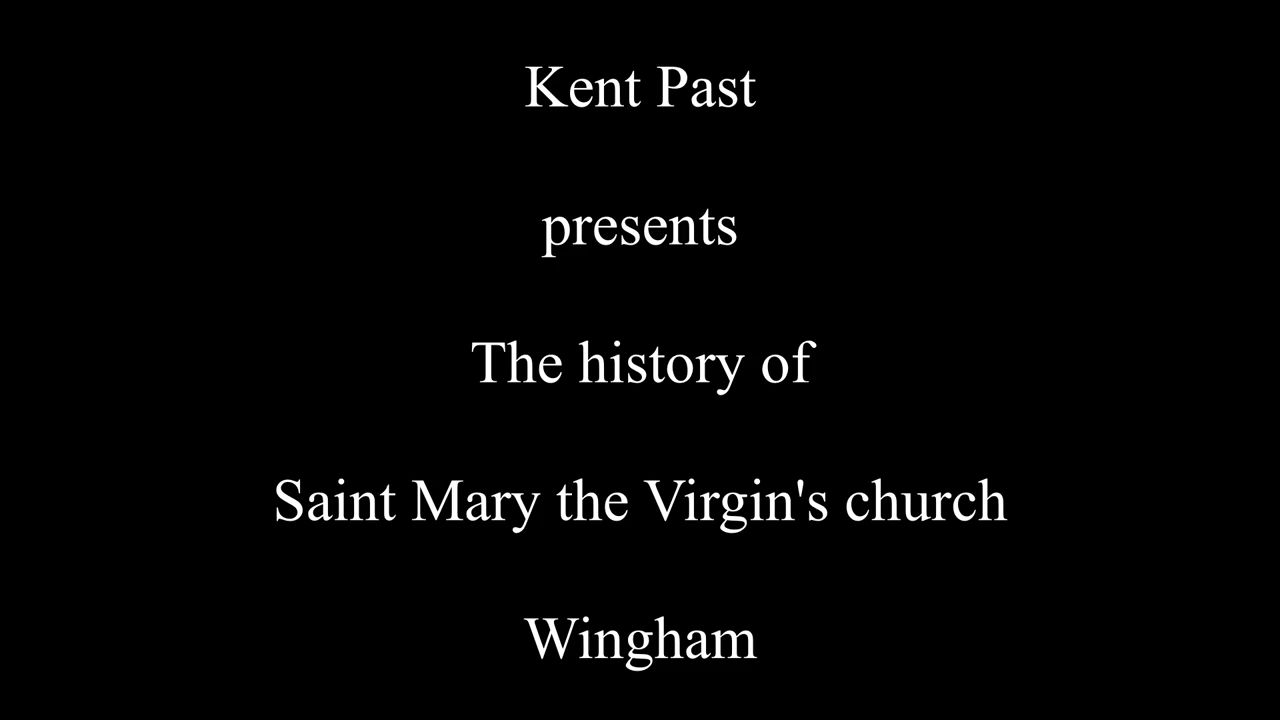 Kent Past
presents
The history of
Saint Mary the Virgin's church
Wingham